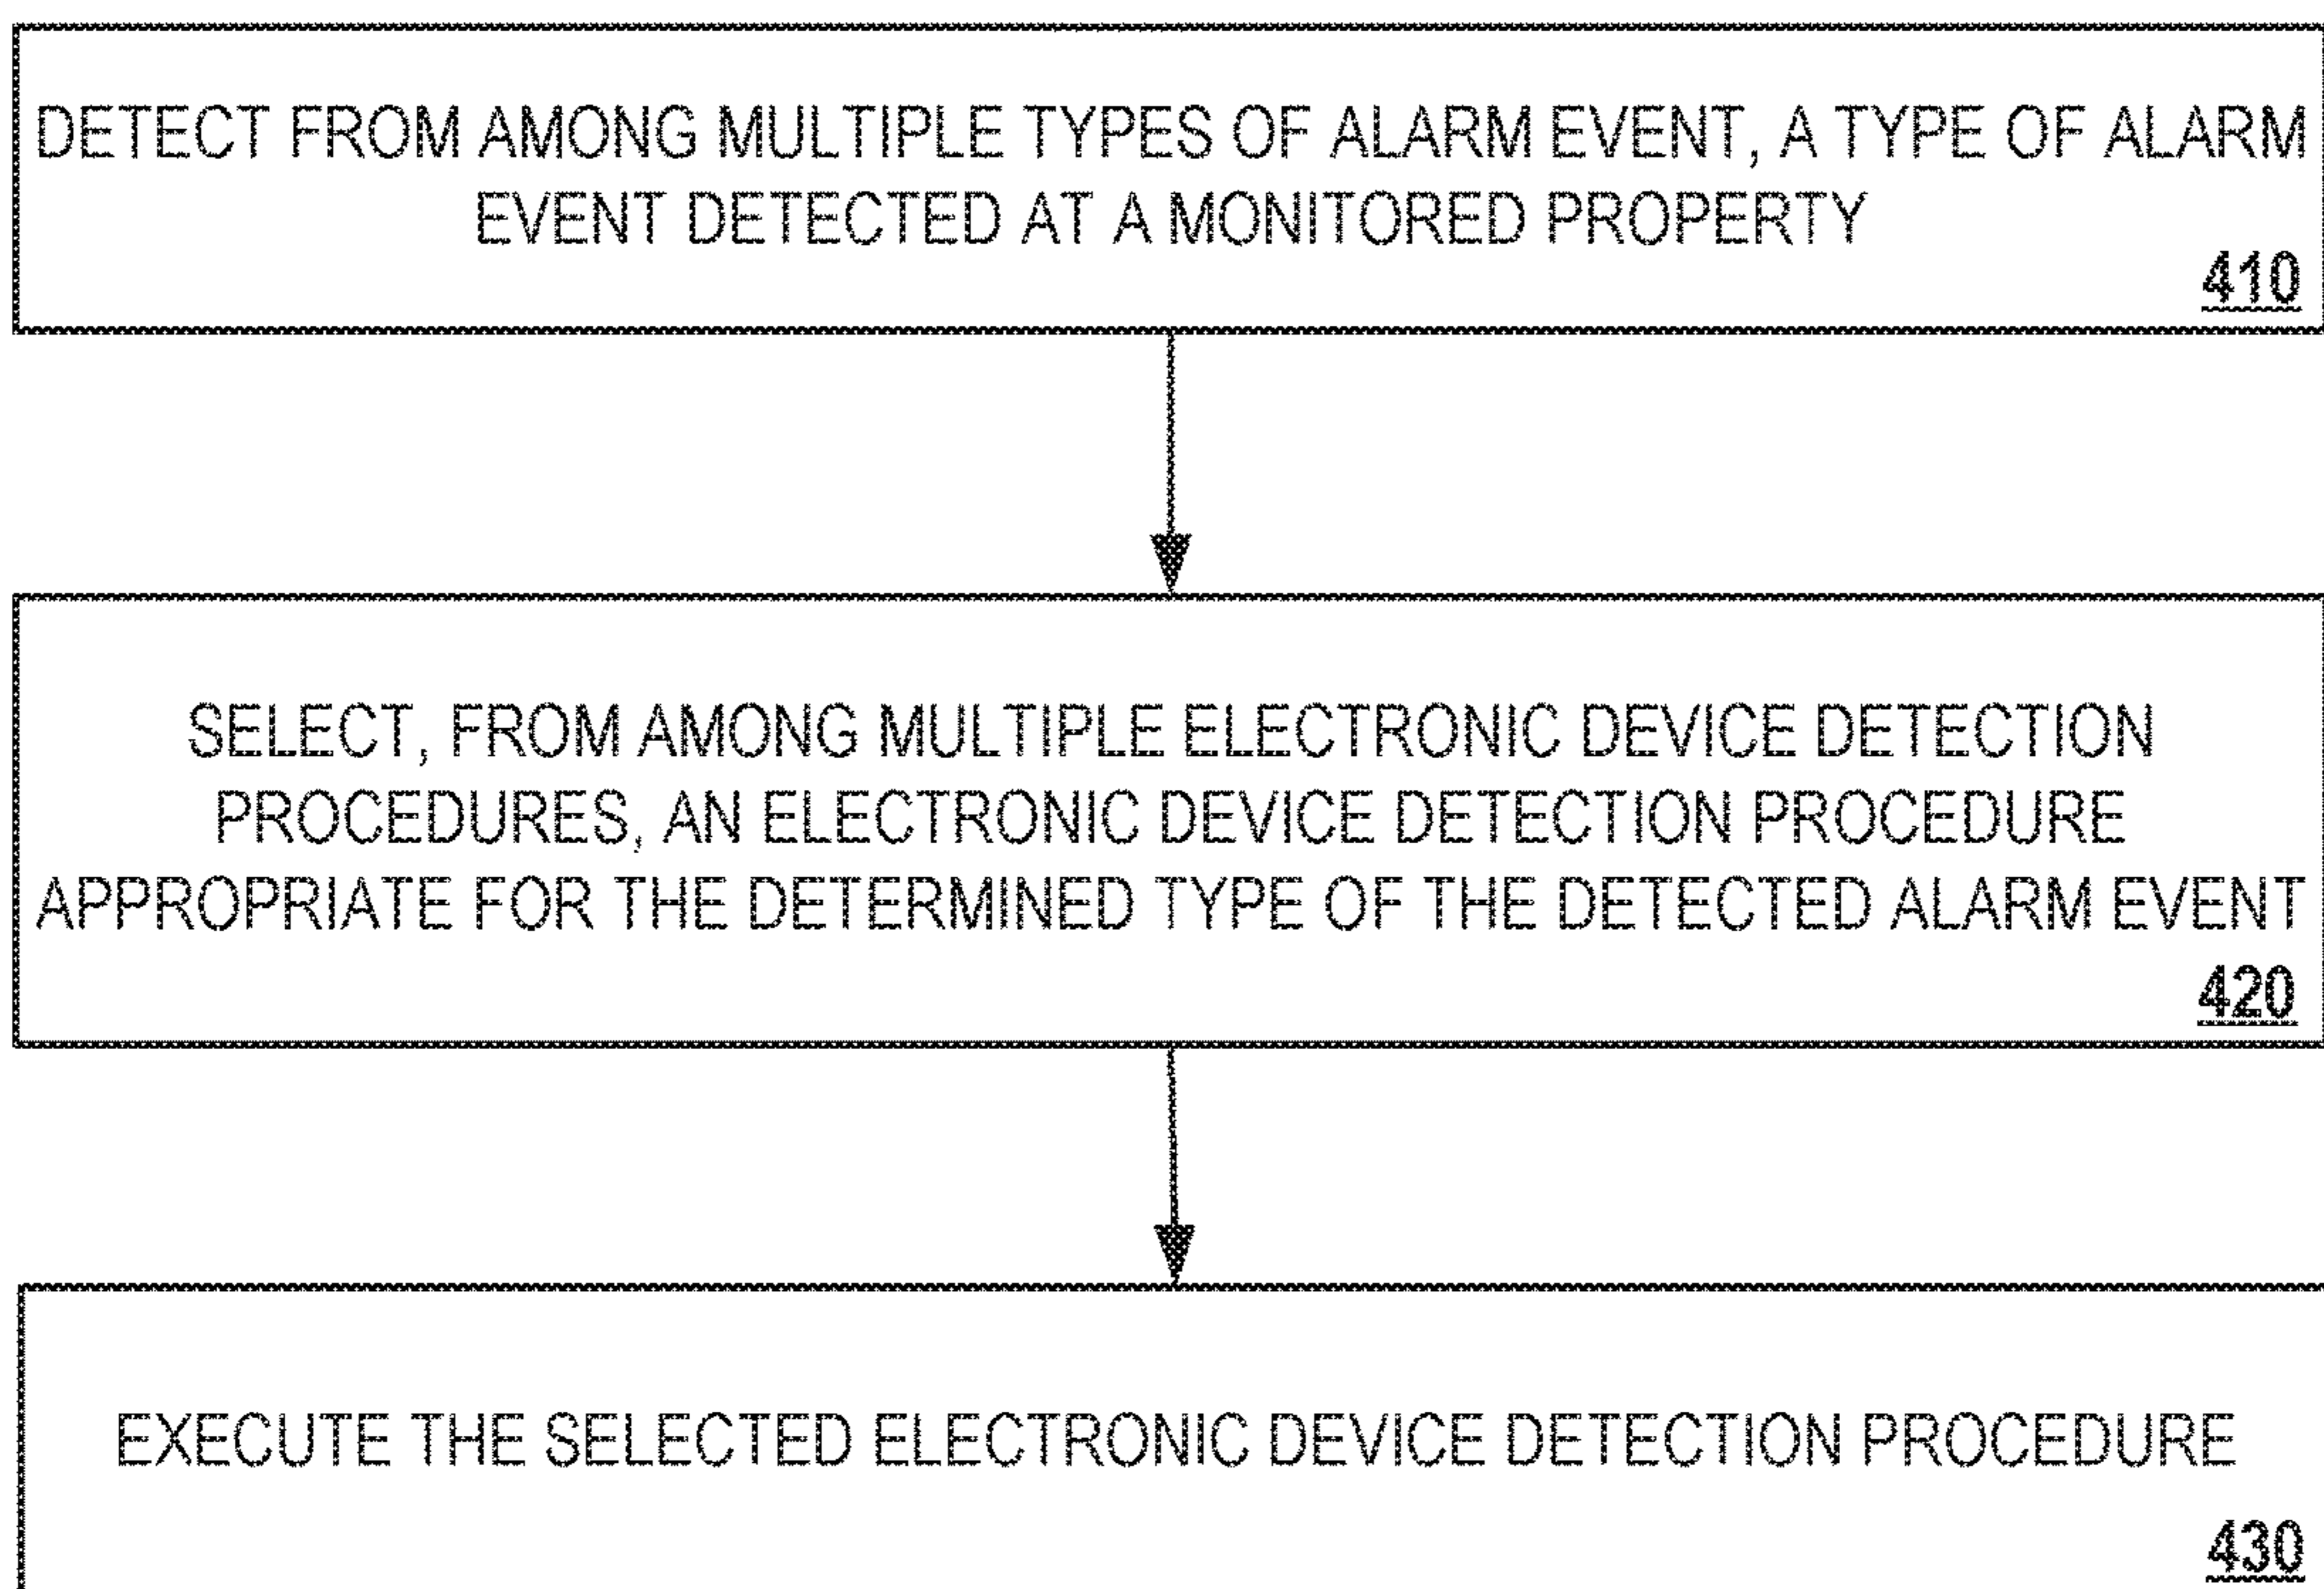 DETECT FROM AMONG MULTIPLE TYPES OF ALARM EVENT, A TYPE OF ALARM
EVENT DETECTED AT A MONITORED PROPERTY
410
SELECT, FROM AMONG MULTIPLE ELECTRONIC DEVICE DETECTION
PROCEDURES, AN ELECTRONIC DEVICE DETECTION PROCEDURE
APPROPRIATE FOR THE DETERMINED TYPE OF THE DETECTED ALARM EVENT
420
EXECUTE THE SELECTED ELECTRONIC DEVICE DETECTION PROCEDURE
430